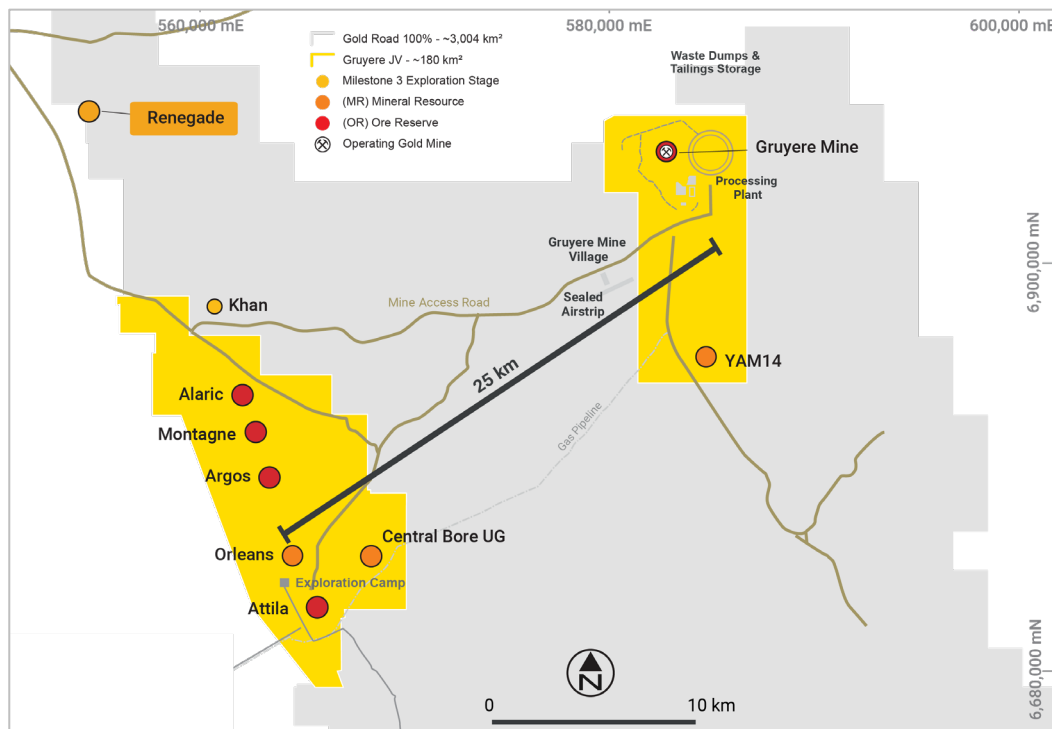 560,000 mE
580,000 mE
600,000 mE
Gold Road 100% - ~3,004 km²
Gruyere JV - ~180 km²
Milestone 3 Exploration Stage
(MR) Mineral Resource
(OR) Ore Reserve
Operating Gold Mine
Waste Dumps &
Tailings Storage
Renegade
Gruyere Mine
Processing
Plant
Gruyere Mine
Village
6,900,000 mN
Sealed
Airstrip
Mine Access Road
Khan
YAM14
25 km
Alaric
Gas Pipeline
Montagne
Argos
Central Bore UG
Orleans
Exploration Camp
Attila
N
0
10 km
6,680,000 mN